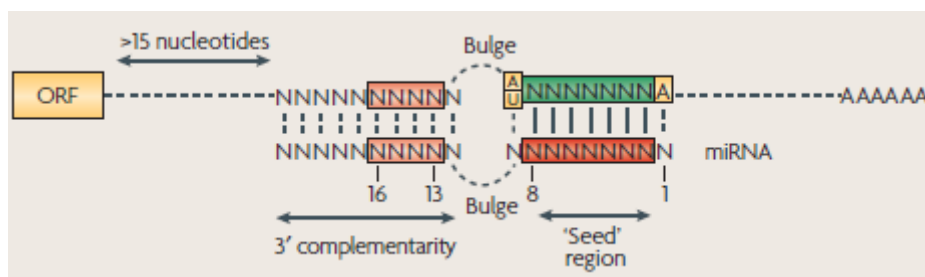 >15 nucleotides
Bulge
ORF NNNNNNNNNN A NNNNNNNA AAAAAA
U
NNNNNNNNNN NNNNNNNNN miRNA
16 13 8 1
Bulge
3′ complementarity
‘Seed’
region